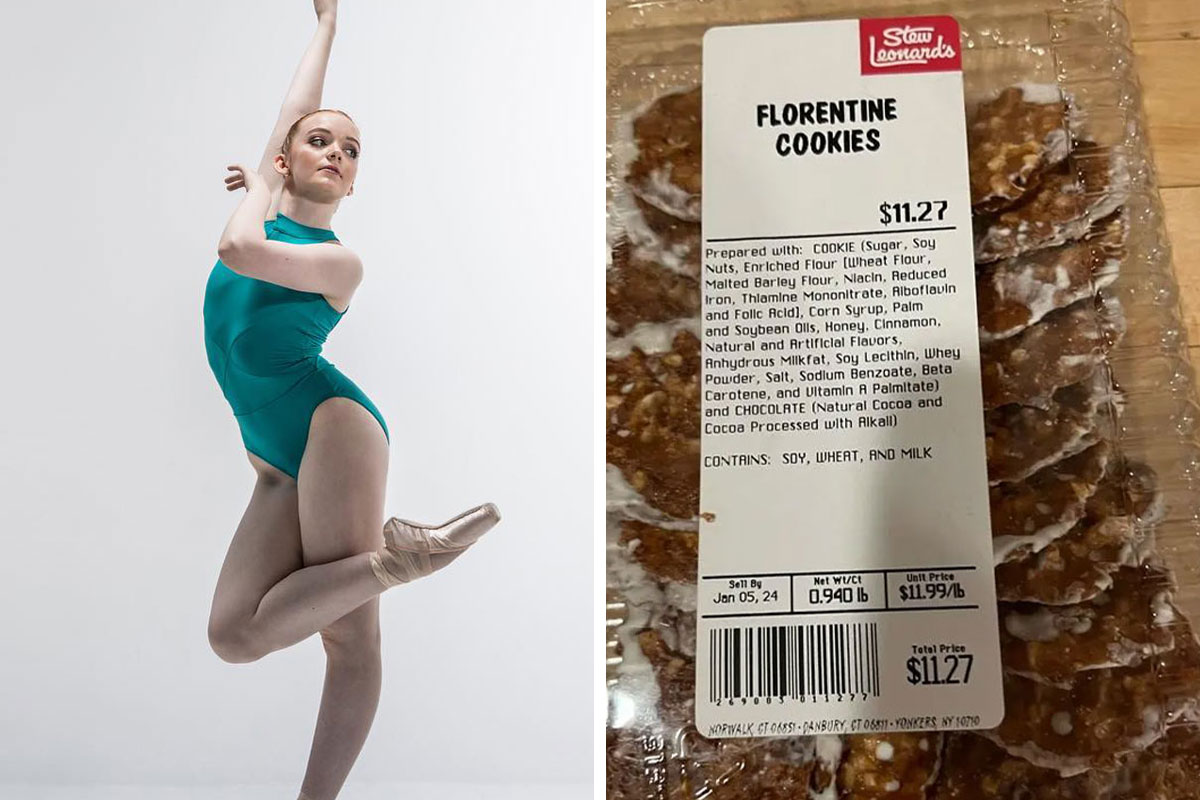 Stew
Leonard's
FLORENTINE
COOKIES
$11.27
Prepared with: COOKIE (Sugar, Soy
Nuts, Enriched Flour [Wheat Flour,
Malted Barley Flour, Niacin, Reduced
Iron, Thiamine Mononitrate, Riboflavin
and Folic Acid], Corn Syrup, Palm
and Soybean Oils, Honey, Cinnamon,
Natural and Artificial Flavors,
Anhydrous Milkfat, Soy Lecithin, Whey
Powder, Salt, Sodium Benzoate, Beta
Carotene, and Vitamin A Palmitate)
and CHOCOLATE (Natural Cocoa and
Cocoa Processed with Alkali)
CONTAINS: SOY, WHEAT, AND MILK
Sell By Net Wt/Ct Unit Price
Jan 05, 24 0.940 lb $11.99/lb
Total Price
$11.27
2 69003 011277
NORWALK, CT 06851 - DANBURY, CT 06811 - YONKERS, NY 10710